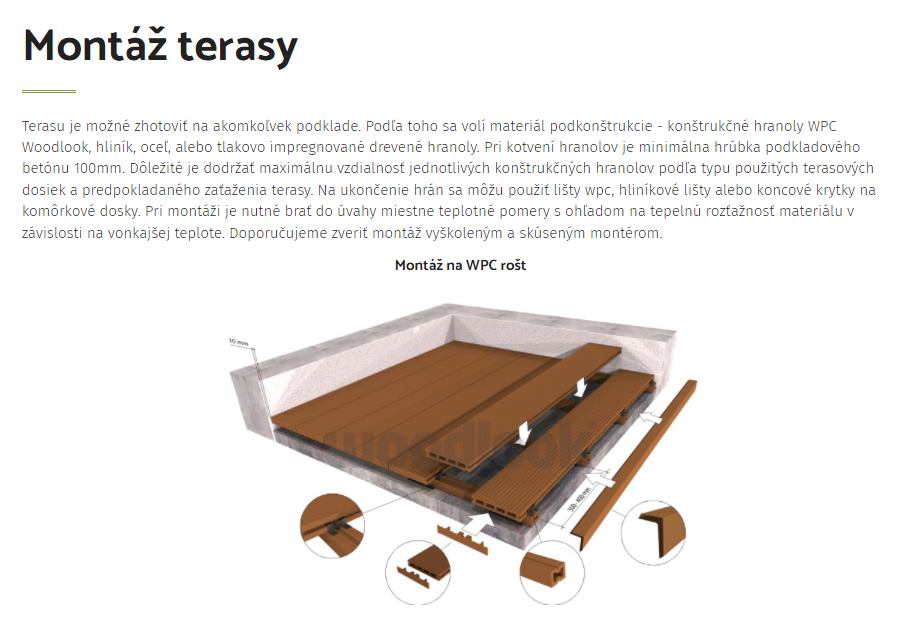 Montáž terasy
Terasu je možné zhotoviť na akomkoľvek podklade. Podľa toho sa volí materiál podkonštrukcie - konštrukčné hranoly WPC
Woodlook, hliník, oceľ, alebo tlakovo impregnované drevené hranoly. Pri kotvení hranolov je minimálna hrúbka podkladového
betónu 100mm. Dôležité je dodržať maximálnu vzdialnosť jednotlivých konštrukčných hranolov podľa typu použitých terasových
dosiek a predpokladaného zaťaženia terasy. Na ukončenie hrán sa môžu použiť lišty wpc, hliníkové lišty alebo koncové krytky na
komôrkové dosky. Pri montáži je nutné brať do úvahy miestne teplotné pomery s ohľadom na tepelnú rozťažnosť materiálu v
závislosti na vonkajšej teplote. Doporučujeme zveriť montáž vyškoleným a skúseným montérom.
Montáž na WPC rošt
10 mm
woodlook
300- 400 mm